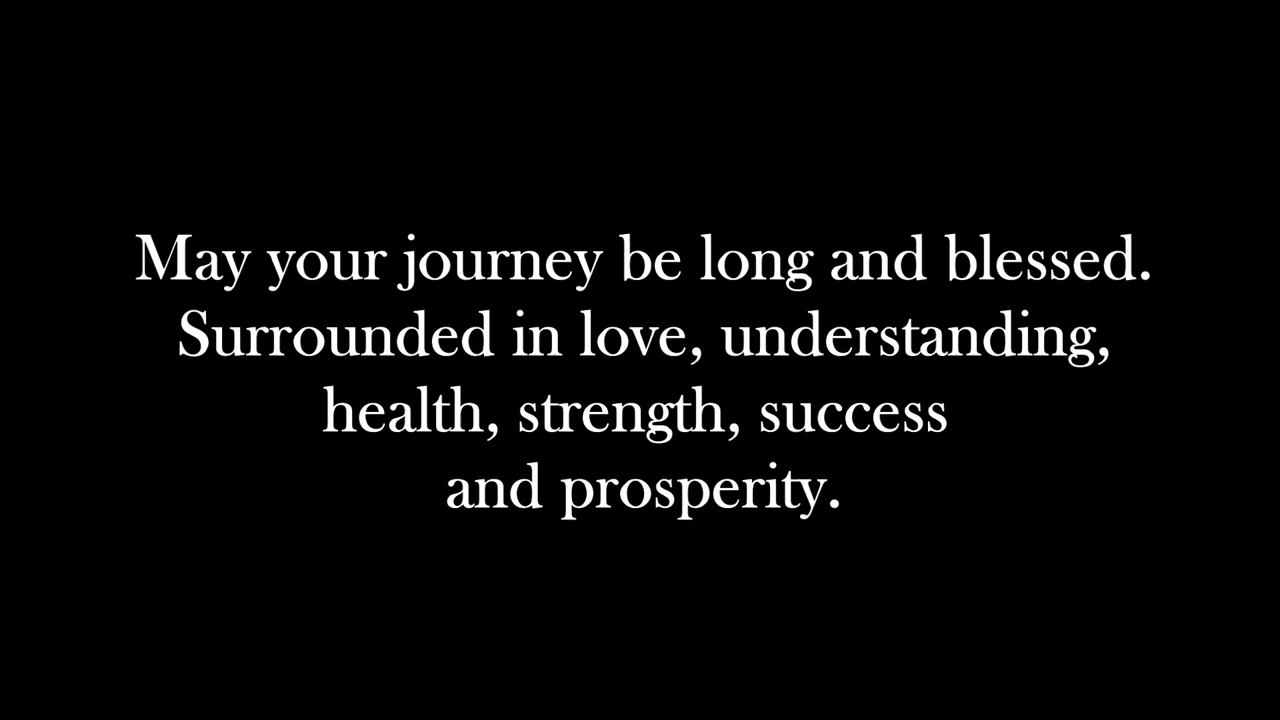 May your journey be long and blessed.
Surrounded in love, understanding,
health, strength, success
and prosperity.